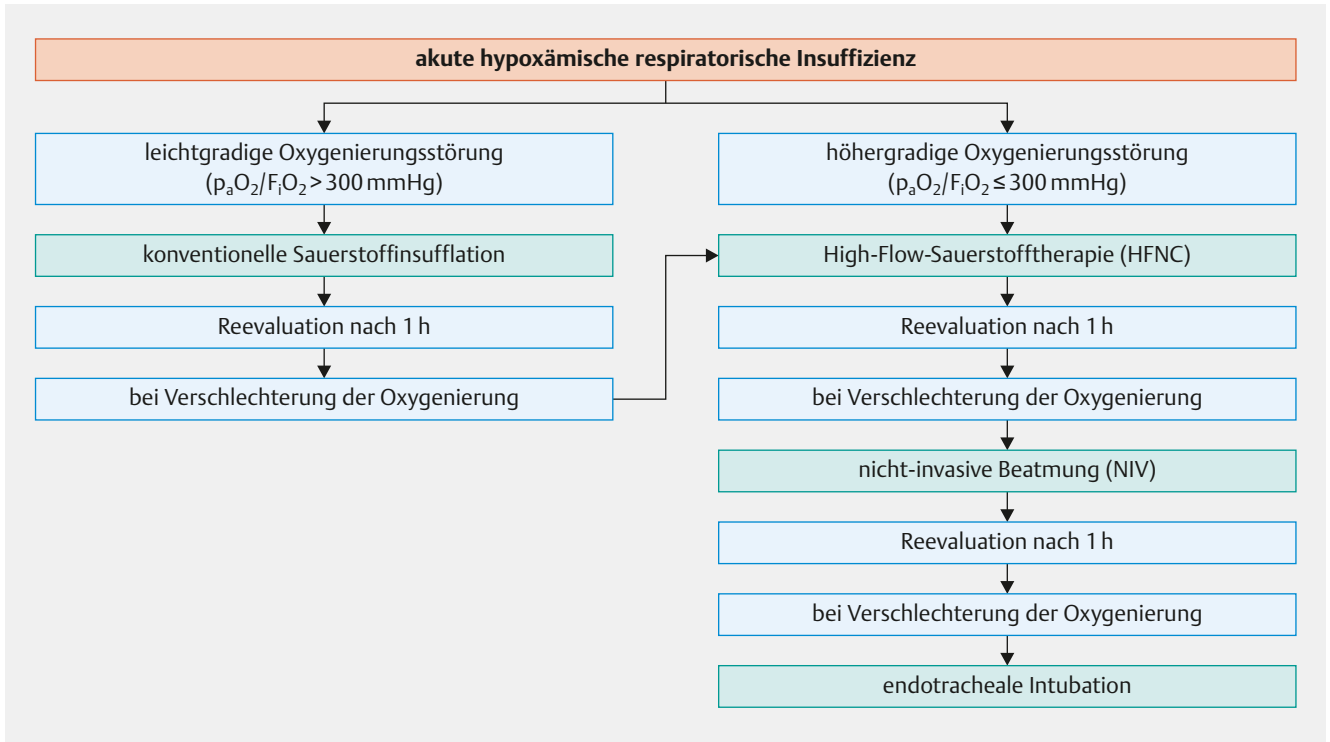 akute hypoxämische respiratorische Insuffizienz
leichtgradige Oxygenierungsstörung
(pₐO₂/FᵢO₂ > 300 mmHg)
konventionelle Sauerstoffinsufflation
Reevaluation nach 1 h
bei Verschlechterung der Oxygenierung
höhergradige Oxygenierungsstörung
(pₐO₂/FᵢO₂ ≤ 300 mmHg)
High-Flow-Sauerstofftherapie (HFNC)
Reevaluation nach 1 h
bei Verschlechterung der Oxygenierung
nicht-invasive Beatmung (NIV)
Reevaluation nach 1 h
bei Verschlechterung der Oxygenierung
endotracheale Intubation